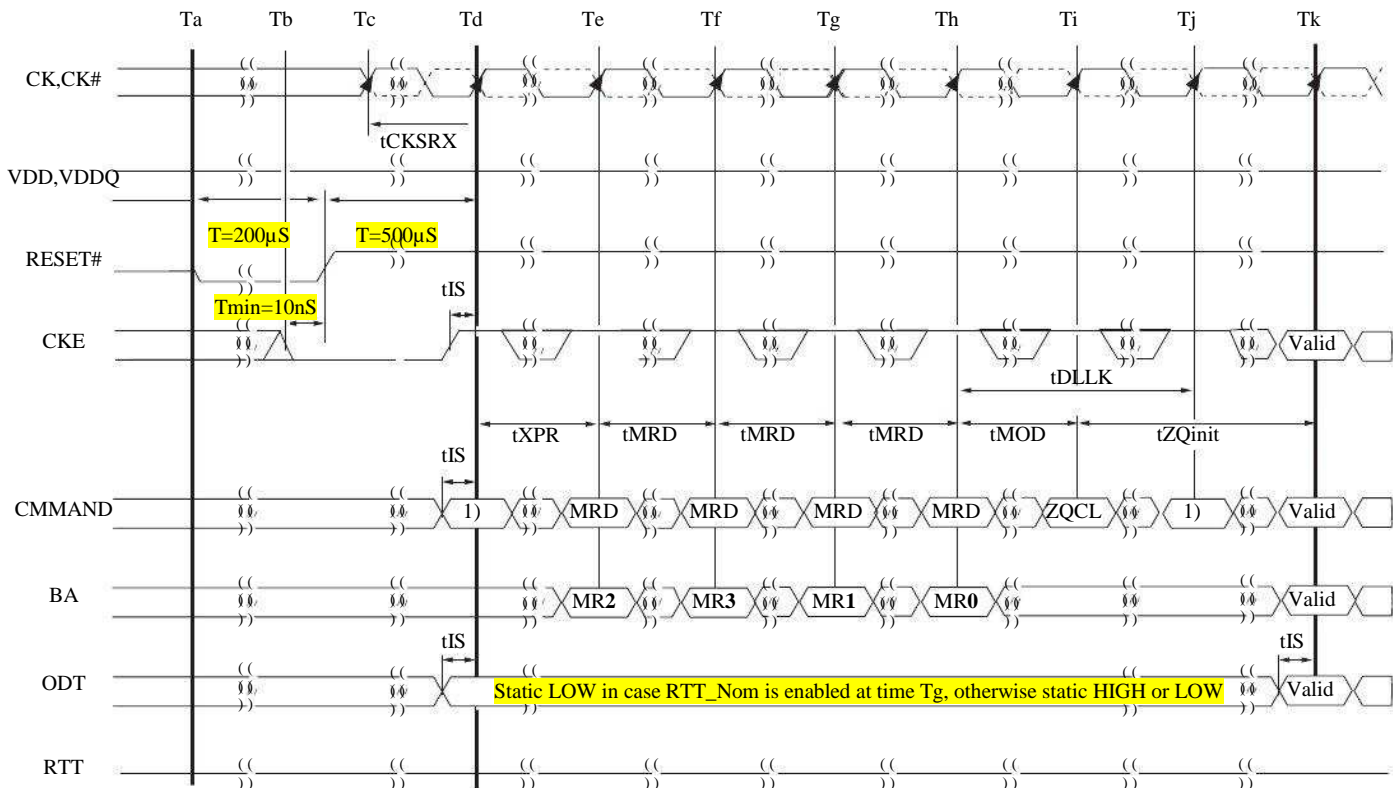 Ta Tb Tc Td Te Tf Tg Th Ti Tj Tk
CK,CK#
tCKSRX
VDD,VDDQ
T=200µS T=500µS
RESET#
Tmin=10nS tIS
CKE Valid
tDLLK
tXPR tMRD tMRD tMRD tMOD tZQinit
tIS
CMMAND 1) MRD MRD MRD MRD ZQCL 1) Valid
BA MR2 MR3 MR1 MR0 Valid
tIS tIS
ODT Static LOW in case RTT_Nom is enabled at time Tg, otherwise static HIGH or LOW Valid
RTT